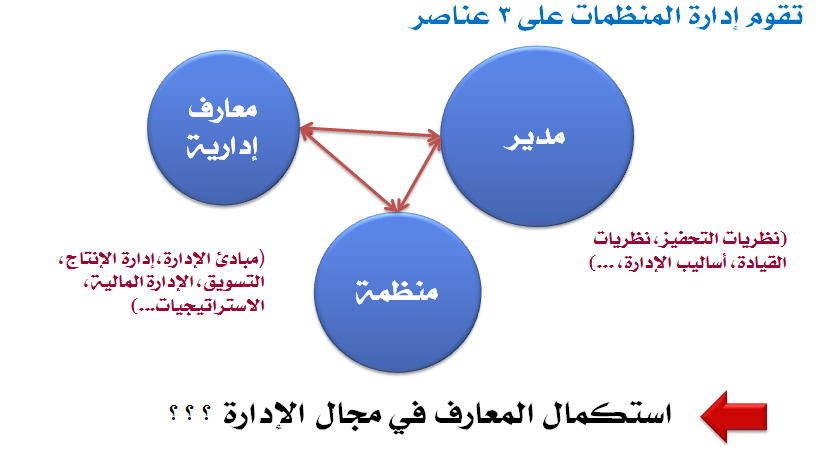 تقوم إدارة المنظمات على ٣ عناصر
مدير
معارف
إدارية
(نظريات التحفيز، نظريات
القيادة، أساليب الإدارة، ...)
منظمة
(مبادئ الإدارة، إدارة الإنتاج،
التسويق، الإدارة المالية،
الاستراتيجيات...)
استكمال المعارف في مجال الإدارة ؟ ؟ ؟